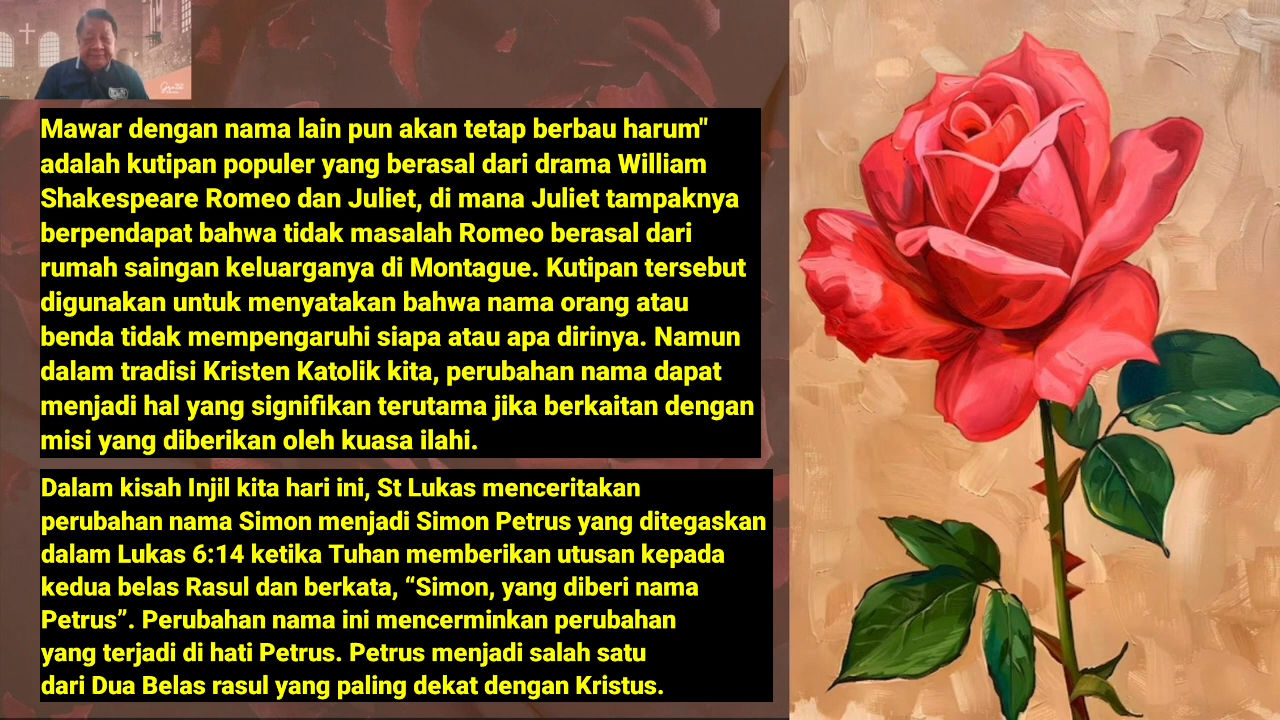 Mawar dengan nama lain pun akan tetap berbau harum"
adalah kutipan populer yang berasal dari drama William
Shakespeare Romeo dan Juliet, di mana Juliet tampaknya
berpendapat bahwa tidak masalah Romeo berasal dari
rumah saingan keluarganya di Montague. Kutipan tersebut
digunakan untuk menyatakan bahwa nama orang atau
benda tidak mempengaruhi siapa atau apa dirinya. Namun
dalam tradisi Kristen Katolik kita, perubahan nama dapat
menjadi hal yang signifikan terutama jika berkaitan dengan
misi yang diberikan oleh kuasa ilahi.
Dalam kisah Injil kita hari ini, St Lukas menceritakan
perubahan nama Simon menjadi Simon Petrus yang ditegaskan
dalam Lukas 6:14 ketika Tuhan memberikan utusan kepada
kedua belas Rasul dan berkata, “Simon, yang diberi nama
Petrus”. Perubahan nama ini mencerminkan perubahan
yang terjadi di hati Petrus. Petrus menjadi salah satu
dari Dua Belas rasul yang paling dekat dengan Kristus.